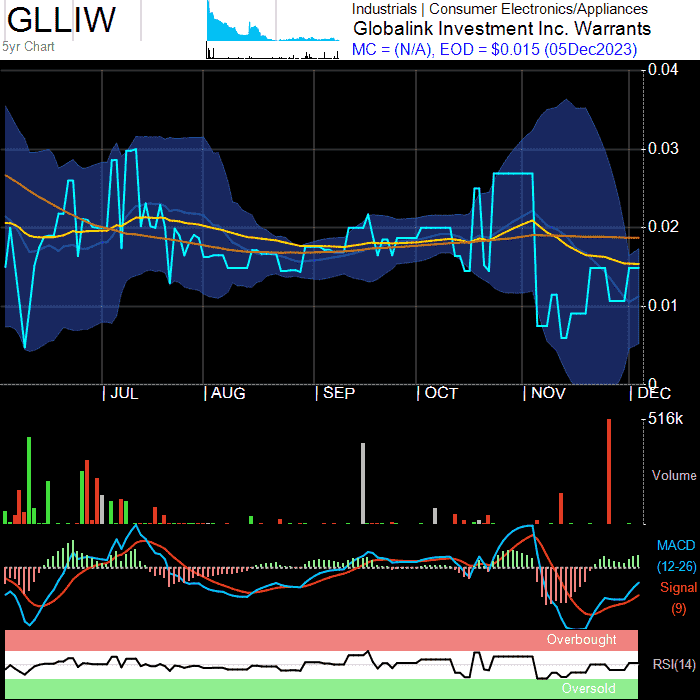 GLLIW
5yr Chart
Industrials | Consumer Electronics/Appliances
Globalink Investment Inc. Warrants
MC = (N/A), EOD = $0.015 (05Dec2023)
0.04
0.03
0.02
0.01
0
| JUL | AUG | SEP | OCT | NOV | DEC
516k
Volume
MACD
(12-26)
Signal
(9)
Overbought
RSI(14)
Oversold